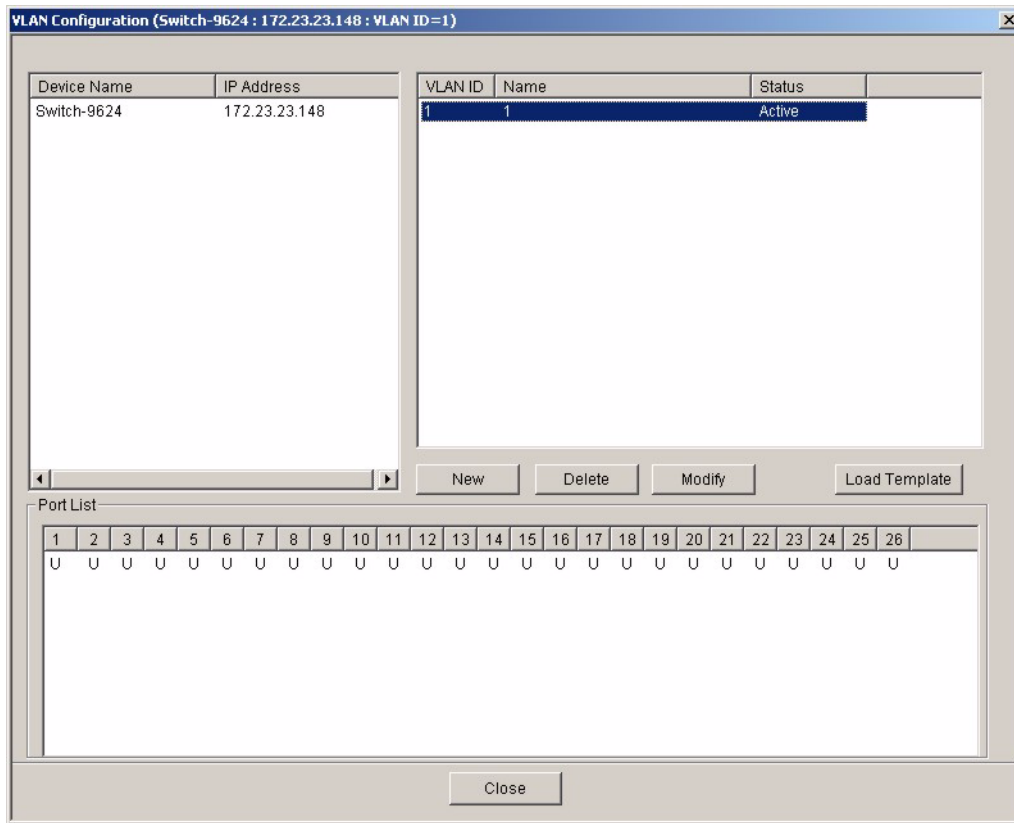 VLAN Configuration (Switch-9624 : 172.23.23.148 : VLAN ID=1)
Device Name IP Address
Switch-9624 172.23.23.148
VLAN ID Name Status
1 1 Active
New Delete Modify Load Template
Port List
1 2 3 4 5 6 7 8 9 10 11 12 13 14 15 16 17 18 19 20 21 22 23 24 25 26
U U U U U U U U U U U U U U U U U U U U U U U U U U
Close